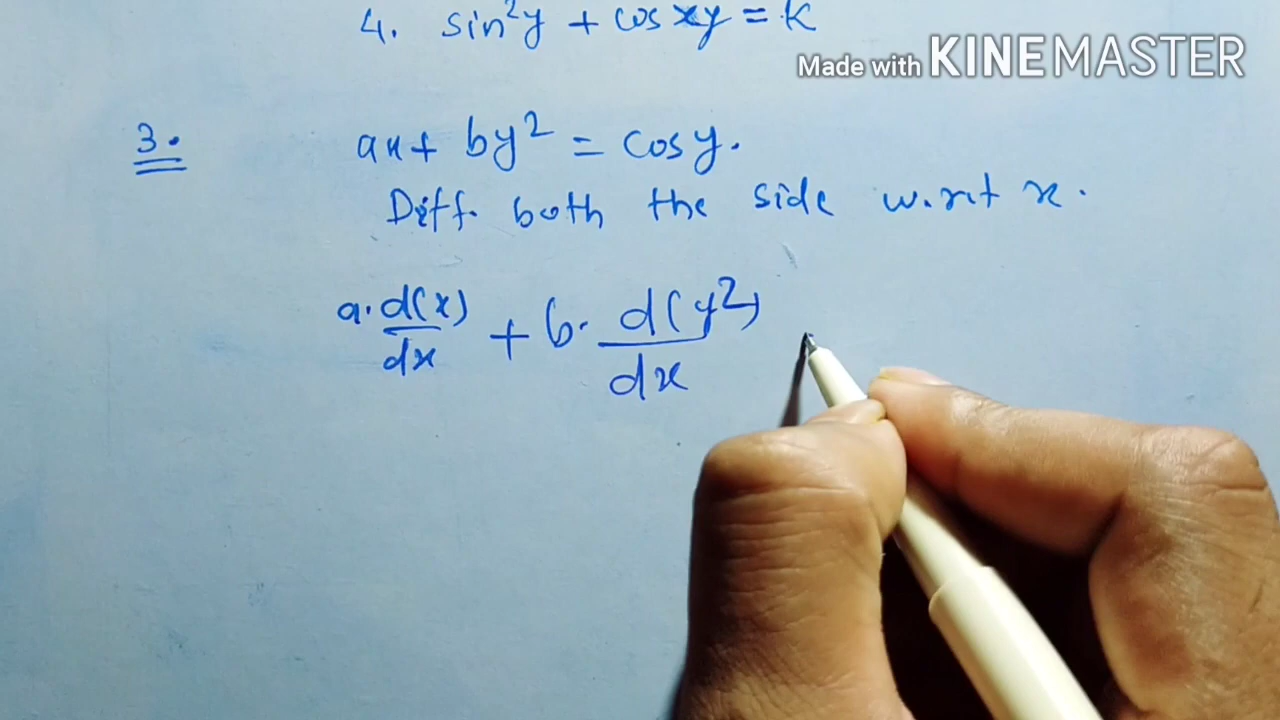 4. sin²y + cos xy = k
Made with KINEMASTER
3. ax + by² = cos y.
Diff. both the side w.r.t x.
a. d(x)/dx + b. d(y²)/dx